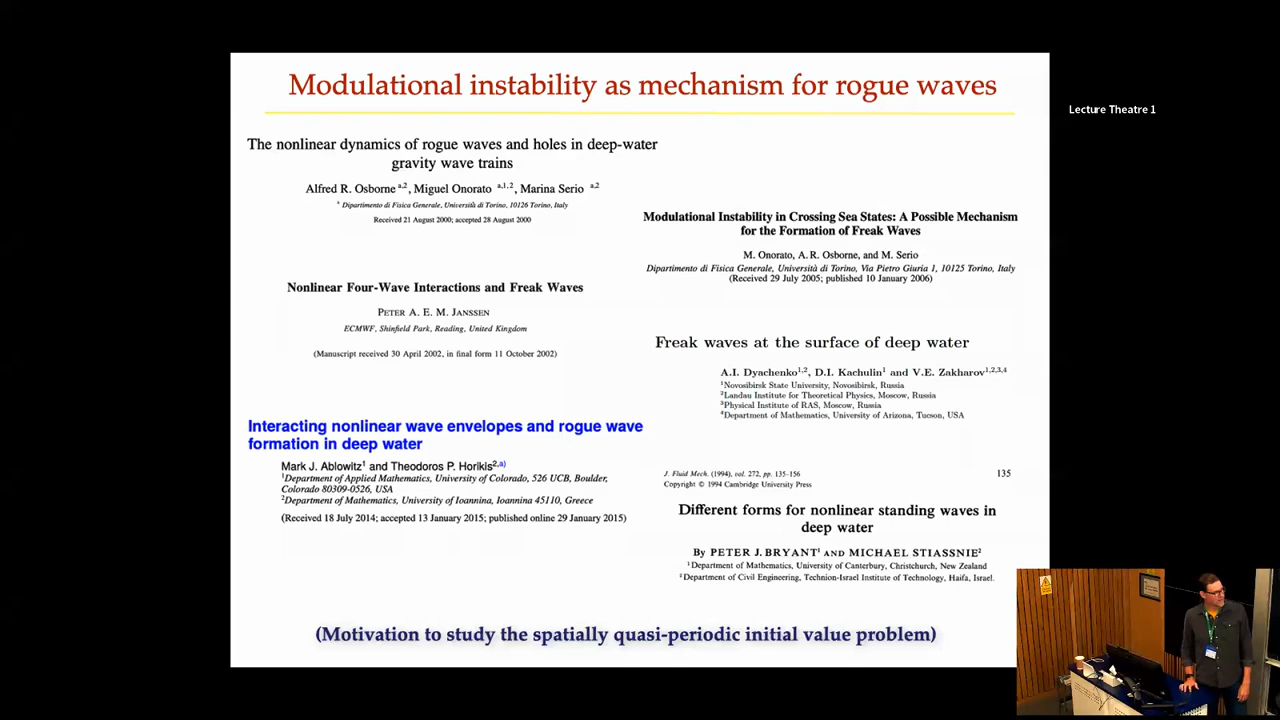 Modulational instability as mechanism for rogue waves
Lecture Theatre 1
The nonlinear dynamics of rogue waves and holes in deep-water
gravity wave trains
Alfred R. Osborne a,2, Miguel Onorato a,1,2, Marina Serio a,2
a Dipartimento di Fisica Generale, Università di Torino, 10126 Torino, Italy
Received 21 August 2000; accepted 28 August 2000
Modulational Instability in Crossing Sea States: A Possible Mechanism
for the Formation of Freak Waves
M. Onorato, A. R. Osborne, and M. Serio
Dipartimento di Fisica Generale, Università di Torino, Via Pietro Giuria 1, 10125 Torino, Italy
(Received 29 July 2005; published 10 January 2006)
Nonlinear Four-Wave Interactions and Freak Waves
PETER A. E. M. JANSSEN
ECMWF, Shinfield Park, Reading, United Kingdom
(Manuscript received 30 April 2002, in final form 11 October 2002)
Freak waves at the surface of deep water
A.I. Dyachenko1,2, D.I. Kachulin1 and V.E. Zakharov1,2,3,4
1Novosibirsk State University, Novosibirsk, Russia
2Landau Institute for Theoretical Physics, Moscow, Russia
3Physical Institute of RAS, Moscow, Russia
4Department of Mathematics, University of Arizona, Tucson, USA
Interacting nonlinear wave envelopes and rogue wave
formation in deep water
Mark J. Ablowitz1 and Theodoros P. Horikis2,a)
1Department of Applied Mathematics, University of Colorado, 526 UCB, Boulder,
Colorado 80309-0526, USA
2Department of Mathematics, University of Ioannina, Ioannina 45110, Greece
(Received 18 July 2014; accepted 13 January 2015; published online 29 January 2015)
J. Fluid Mech. (1994), vol. 272, pp. 135–156 135
Copyright © 1994 Cambridge University Press
Different forms for nonlinear standing waves in
deep water
By PETER J. BRYANT1 AND MICHAEL STIASSNIE2
1Department of Mathematics, University of Canterbury, Christchurch, New Zealand
2Department of Civil Engineering, Technion-Israel Institute of Technology, Haifa, Israel.
(Motivation to study the spatially quasi-periodic initial value problem)